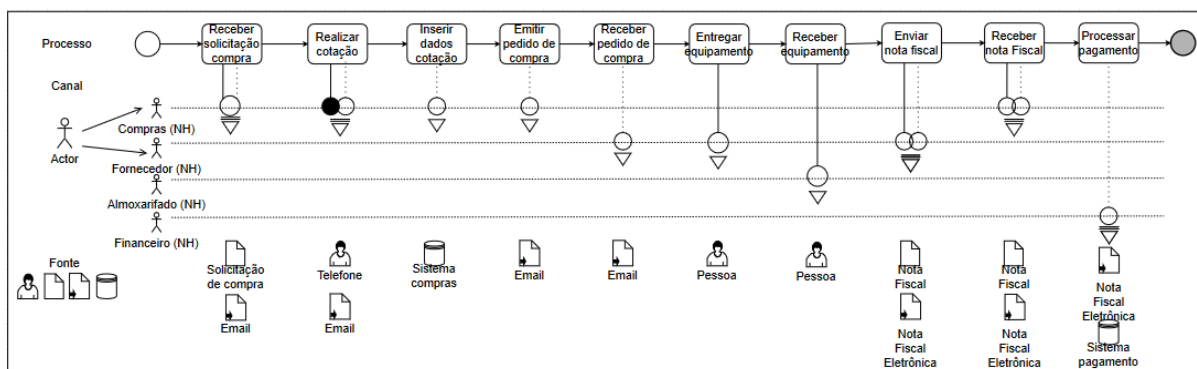 Processo
Receber
solicitação
compra
Realizar
cotação
Inserir
dados
cotação
Emitir
pedido de
compra
Receber
pedido de
compra
Entregar
equipamento
Receber
equipamento
Enviar
nota fiscal
Receber
nota Fiscal
Processar
pagamento
Canal
Actor
Compras (NH)
Fornecedor (NH)
Almoxarifado (NH)
Financeiro (NH)
Fonte
Solicitação
de compra
Email
Telefone
Email
Sistema
compras
Email
Email
Pessoa
Pessoa
Nota
Fiscal
Nota
Fiscal
Eletrônica
Nota
Fiscal
Nota
Fiscal
Eletrônica
Nota
Fiscal
Eletrônica
Sistema
pagamento